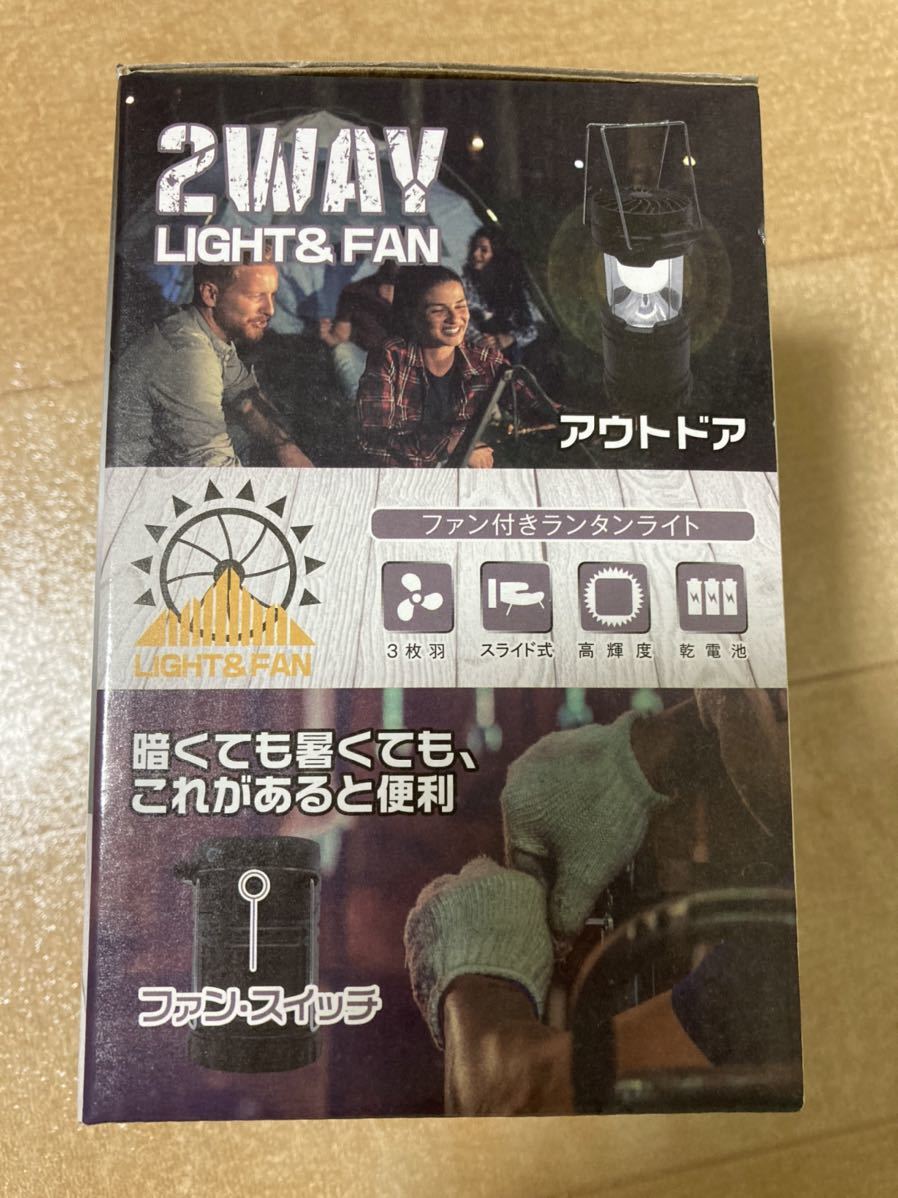 2WAY
LIGHT&FAN
アウトドア
ファン付きランタンライト
3枚羽
スライド式
高輝度
乾電池
LIGHT&FAN
暗くても暑くても、
これがあると便利
ファン・スイッチ